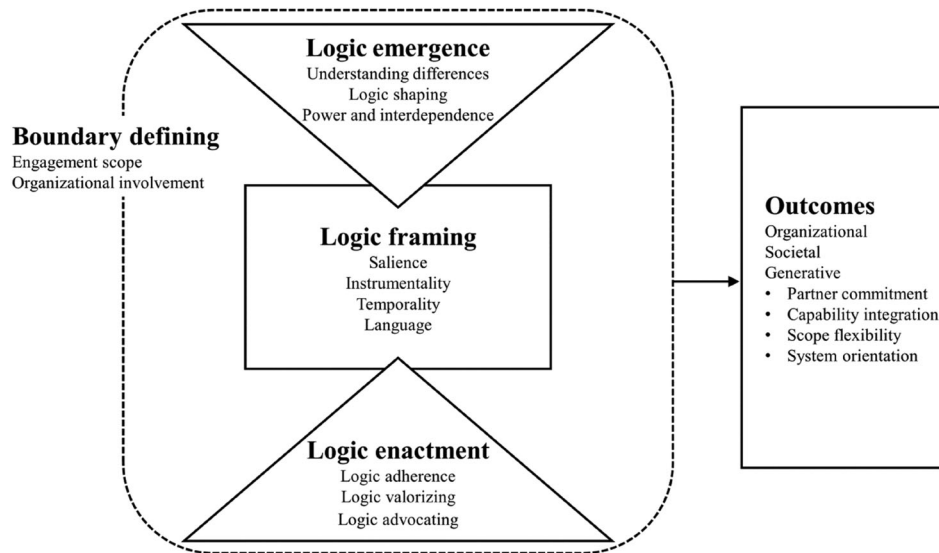 Logic emergence
Understanding differences
Logic shaping
Power and interdependence
Boundary defining
Engagement scope
Organizational involvement
Logic framing
Salience
Instrumentality
Temporality
Language
Logic enactment
Logic adherence
Logic valorizing
Logic advocating
Outcomes
Organizational
Societal
Generative
• Partner commitment
• Capability integration
• Scope flexibility
• System orientation